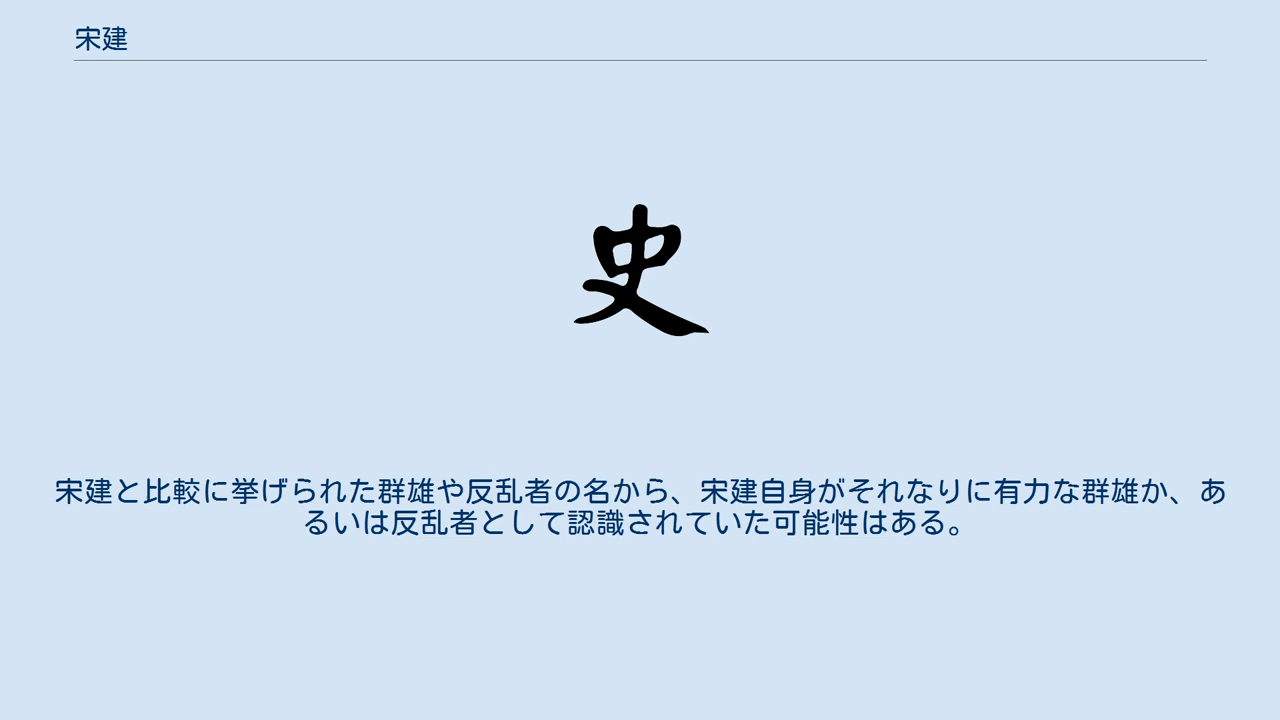 宋建
史
宋建と比較に挙げられた群雄や反乱者の名から、宋建自身がそれなりに有力な群雄か、あ
るいは反乱者として認識されていた可能性はある。